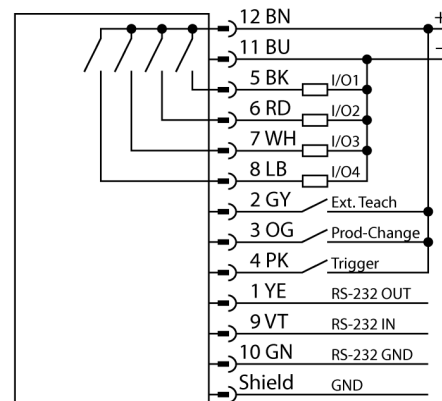 12 BN +
11 BU −
5 BK I/O1
6 RD I/O2
7 WH I/O3
8 LB I/O4
2 GY Ext. Teach
3 OG Prod-Change
4 PK Trigger
1 YE RS-232 OUT
9 VT RS-232 IN
10 GN RS-232 GND
Shield GND